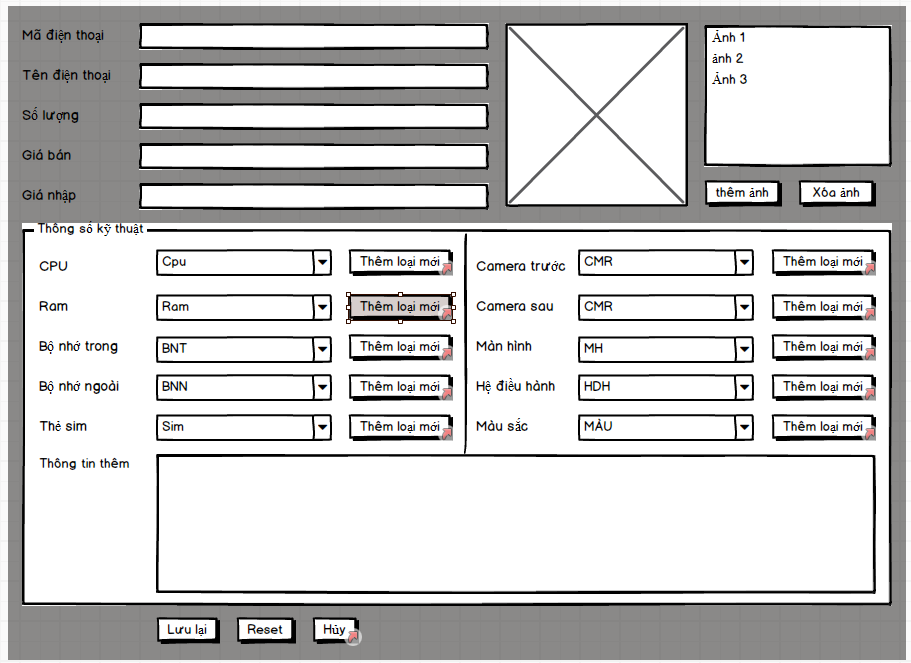 Mã điện thoại
Tên điện thoại
Số lượng
Giá bán
Giá nhập
Ảnh 1
ảnh 2
Ảnh 3
thêm ảnh
Xóa ảnh
Thông số kỹ thuật
CPU
Cpu
Thêm loại mới
Camera trước
CMR
Thêm loại mới
Ram
Ram
Thêm loại mới
Camera sau
CMR
Thêm loại mới
Bộ nhớ trong
BNT
Thêm loại mới
Màn hình
MH
Thêm loại mới
Bộ nhớ ngoài
BNN
Thêm loại mới
Hệ điều hành
HDH
Thêm loại mới
Thẻ sim
Sim
Thêm loại mới
Màu sắc
MÀU
Thêm loại mới
Thông tin thêm
Lưu lại
Reset
Hủy